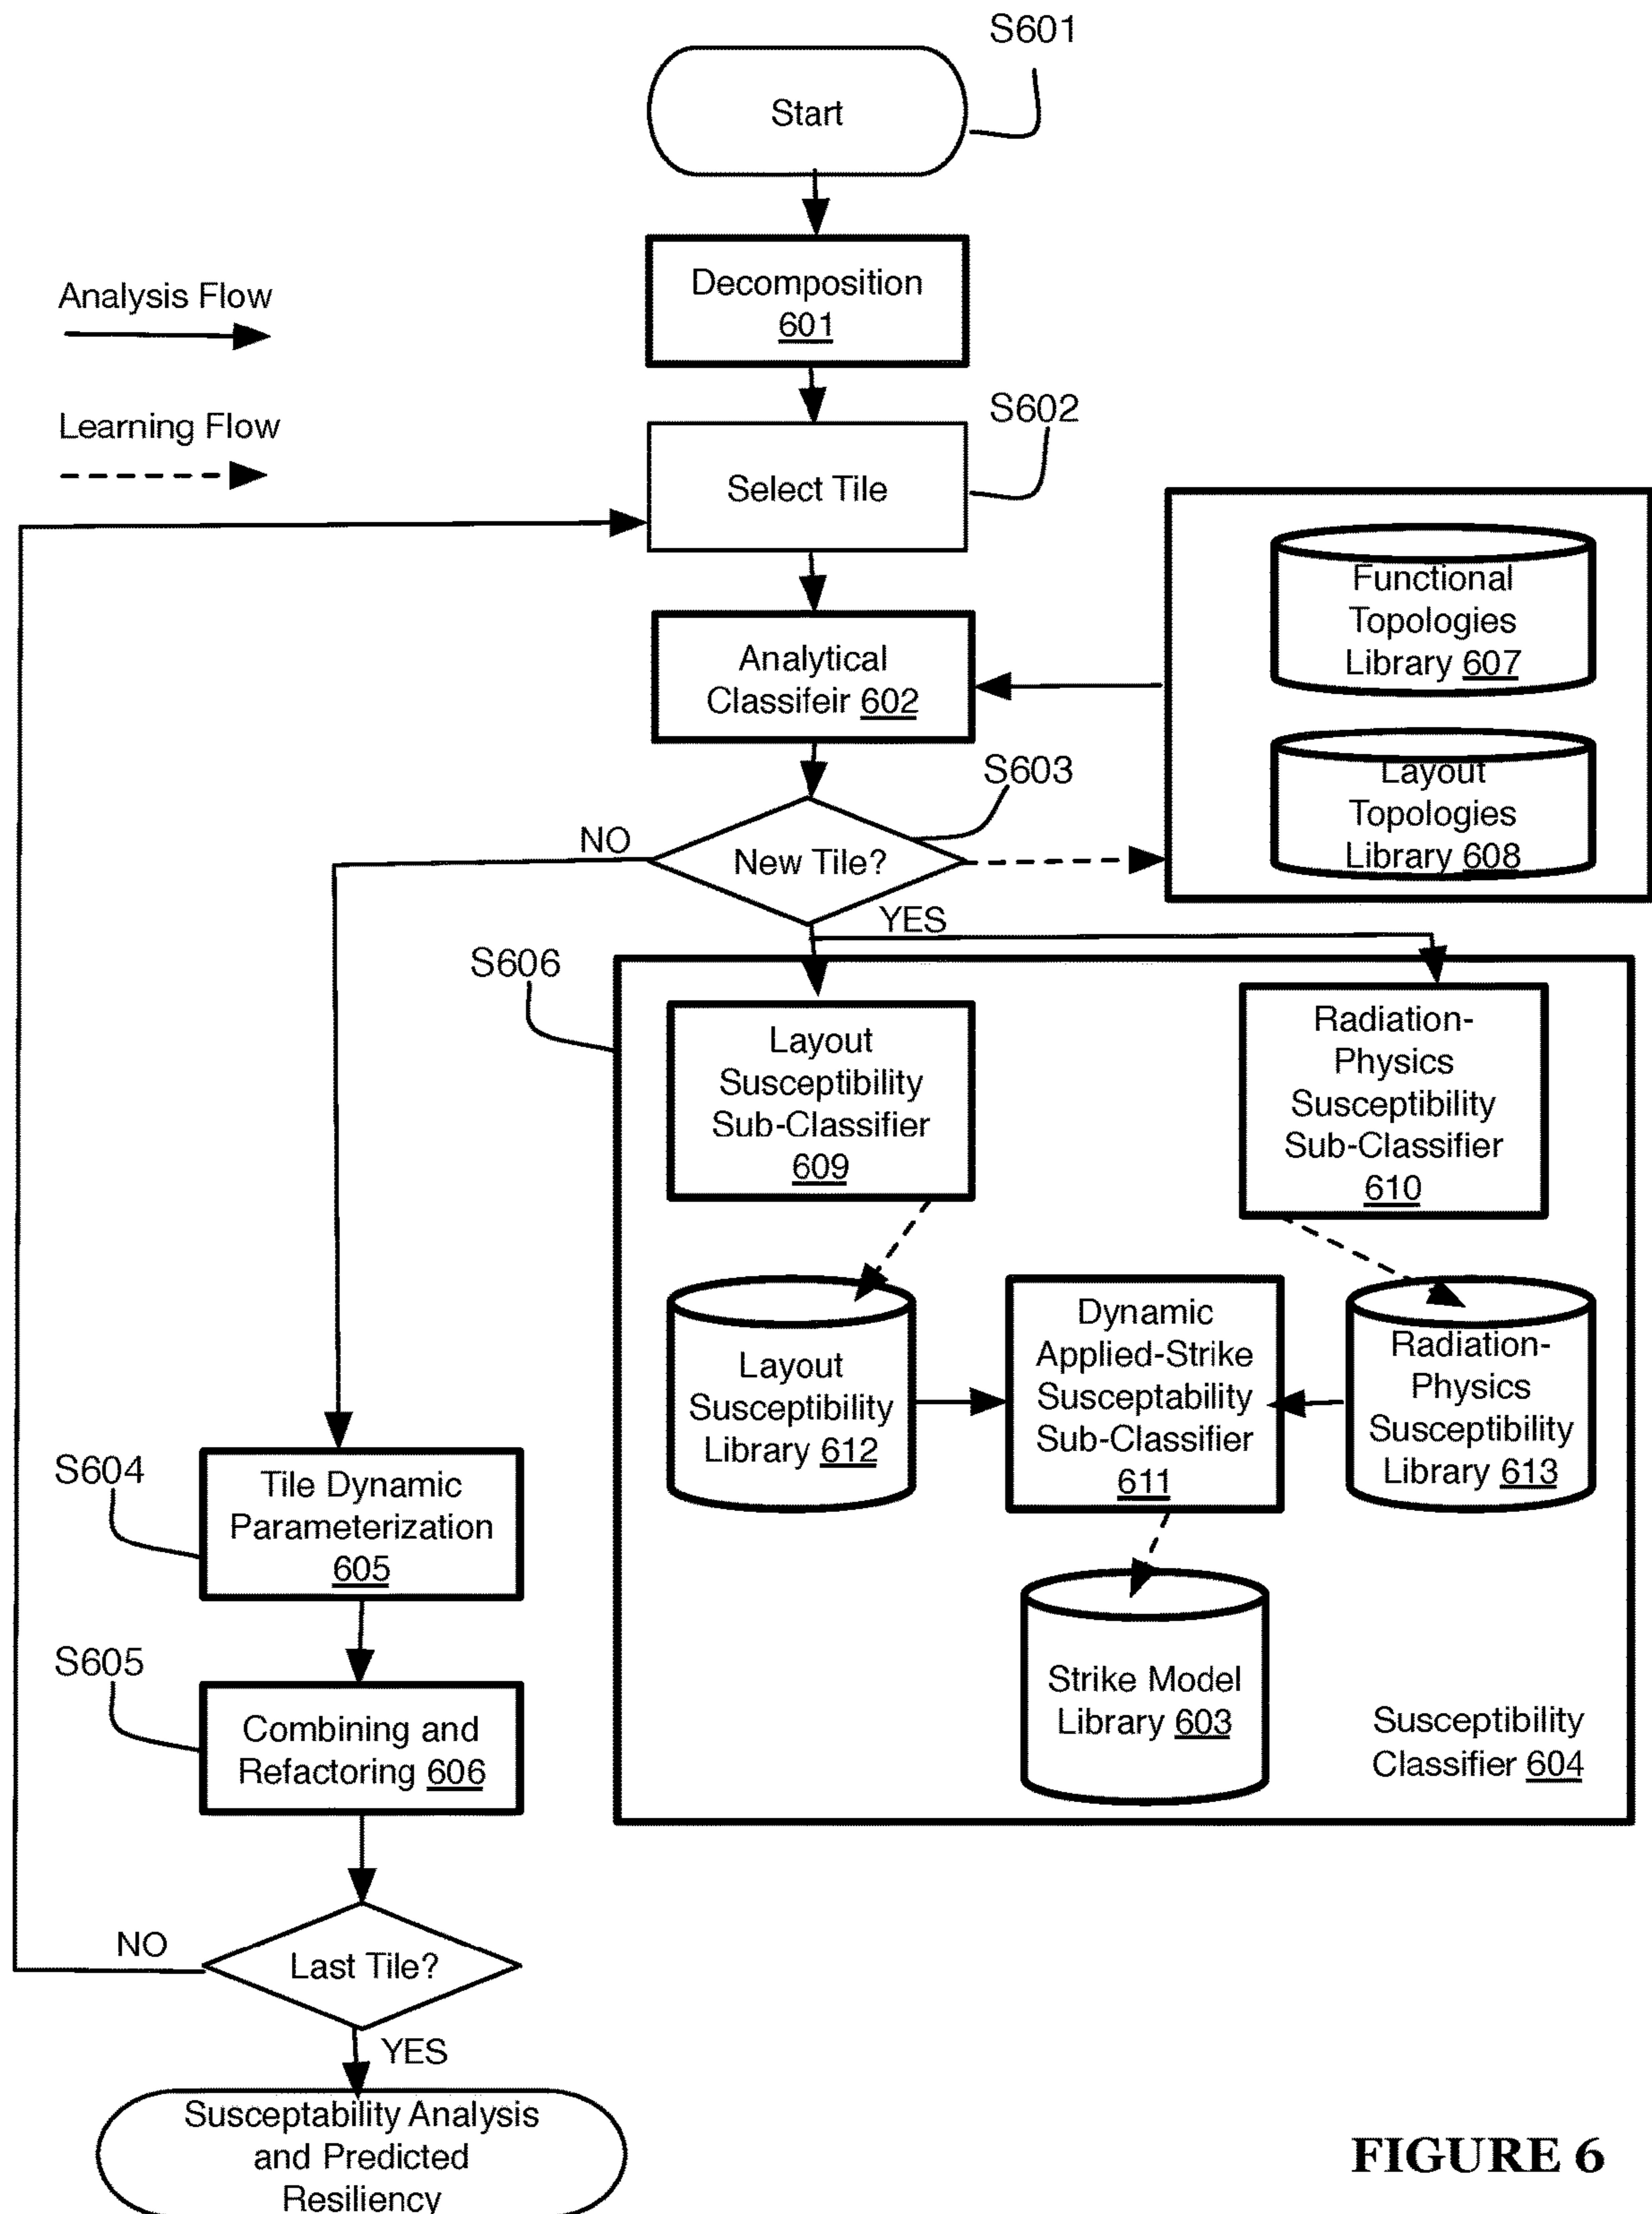 S601
Start
Decomposition
601
Analysis Flow
Learning Flow
S602
Select Tile
Functional
Topologies
Library 607
Analytical
Classifeir 602
Layout
Topologies
Library 608
S603
NO
New Tile?
YES
S606
Layout
Susceptibility
Sub-Classifier
609
Radiation-
Physics
Susceptibility
Sub-Classifier
610
Layout
Susceptibility
Library 612
Dynamic
Applied-Strike
Susceptability
Sub-Classifier
611
Radiation-
Physics
Susceptibility
Library 613
S604
Tile Dynamic
Parameterization
605
S605
Combining and
Refactoring 606
Strike Model
Library 603
Susceptibility
Classifier 604
NO
Last Tile?
YES
Susceptability Analysis
and Predicted
Resiliency
FIGURE 6